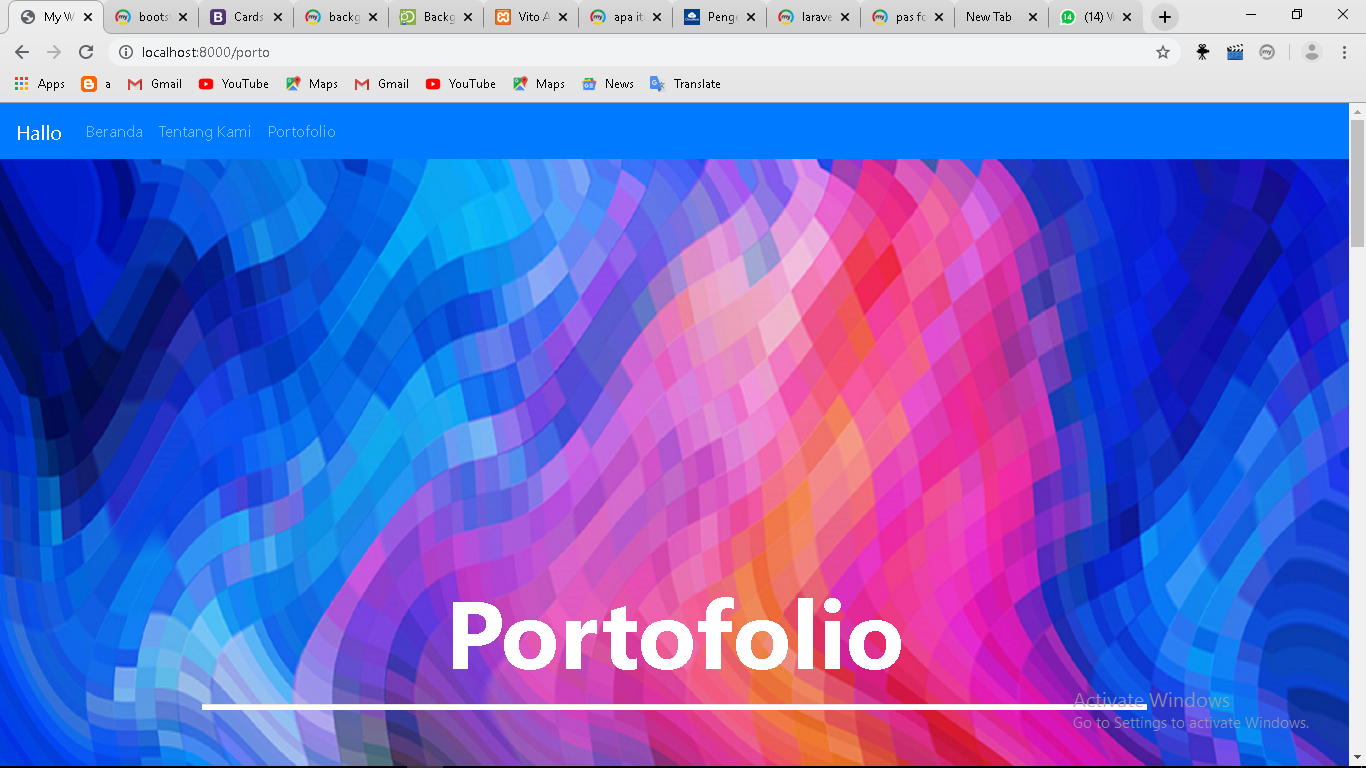 My W
boots
Cards
backg
Backg
Vito A
apa it
Penge
larave
pas fo
New Tab
(14) V
localhost:8000/porto
Apps
a
Gmail
YouTube
Maps
Gmail
YouTube
Maps
News
Translate
Hallo
Beranda
Tentang Kami
Portofolio
Portofolio
Activate Windows
Go to Settings to activate Windows.